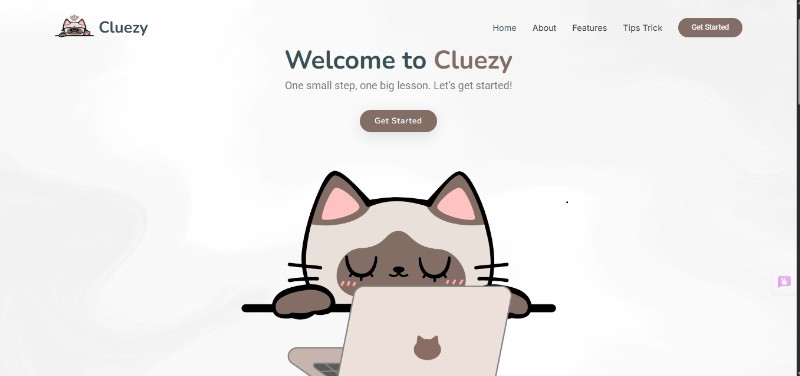 Cluezy
Home About Features Tips Trick Get Started
Welcome to Cluezy
One small step, one big lesson. Let's get started!
Get Started